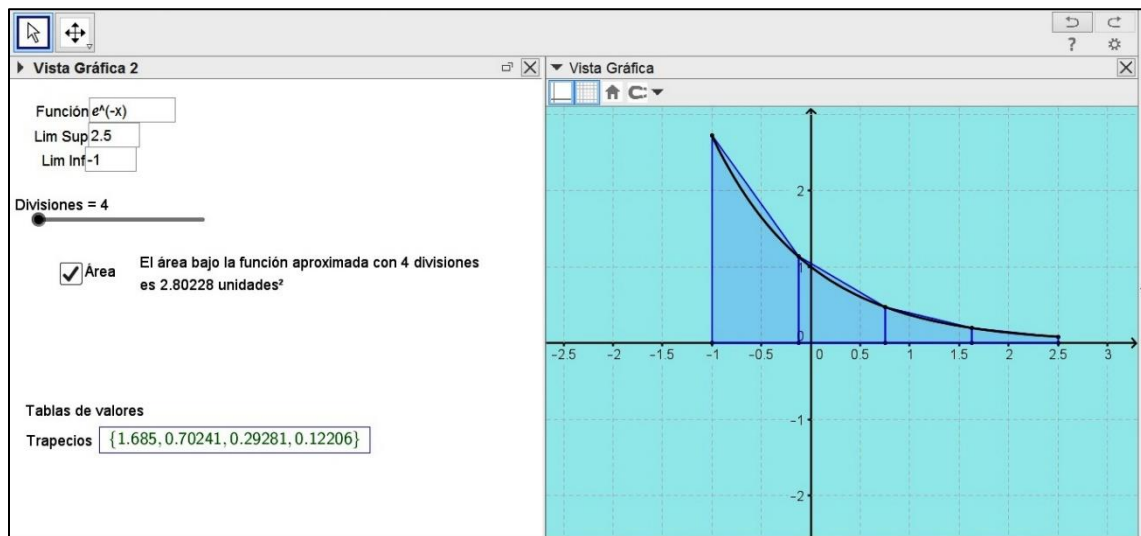 ?
Vista Gráfica 2
Función e^(-x)
Lim Sup 2.5
Lim Inf -1
Divisiones = 4
Área
El área bajo la función aproximada con 4 divisiones
es 2.80228 unidades²
Tablas de valores
Trapecios {1.685, 0.70241, 0.29281, 0.12206}
Vista Gráfica
2
1
0
-2.5 -2 -1.5 -1 -0.5 0 0.5 1 1.5 2 2.5 3
-1
-2